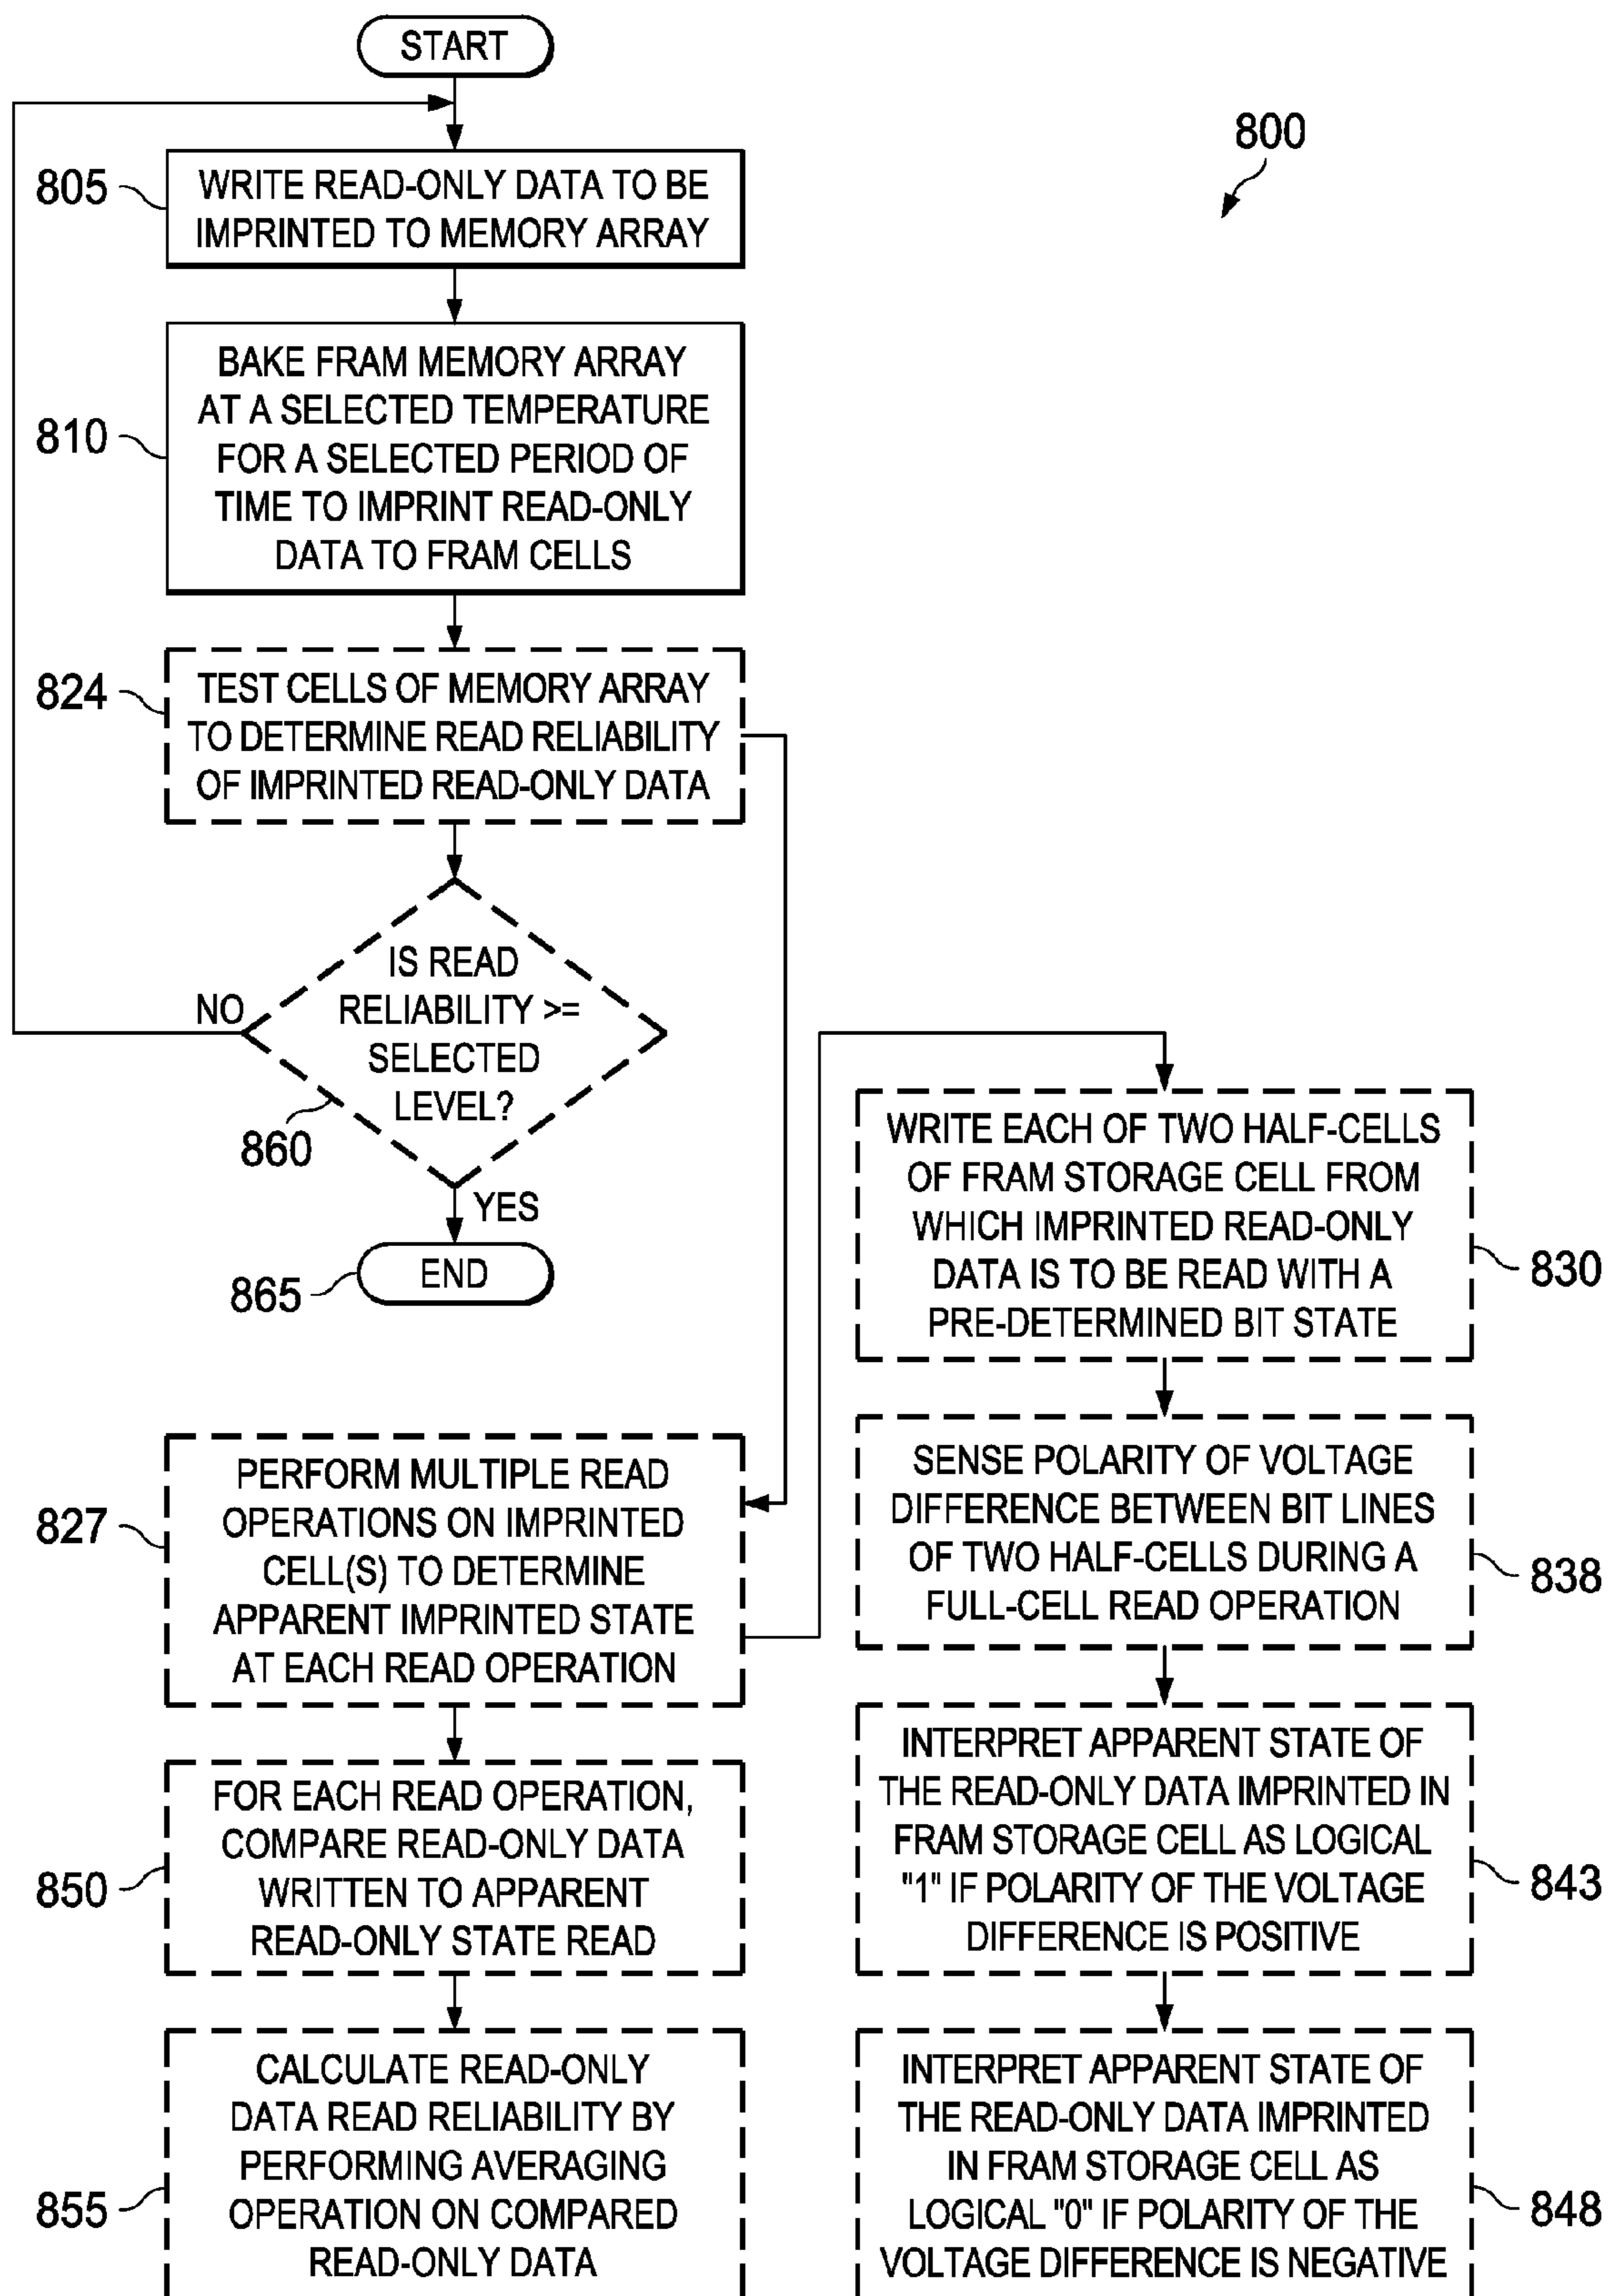 START
800
805
WRITE READ-ONLY DATA TO BE
IMPRINTED TO MEMORY ARRAY
810
BAKE FRAM MEMORY ARRAY
AT A SELECTED TEMPERATURE
FOR A SELECTED PERIOD OF
TIME TO IMPRINT READ-ONLY
DATA TO FRAM CELLS
824
TEST CELLS OF MEMORY ARRAY
TO DETERMINE READ RELIABILITY
OF IMPRINTED READ-ONLY DATA
IS READ
RELIABILITY >=
SELECTED
LEVEL?
NO
860
YES
END
865
827
PERFORM MULTIPLE READ
OPERATIONS ON IMPRINTED
CELL(S) TO DETERMINE
APPARENT IMPRINTED STATE
AT EACH READ OPERATION
850
FOR EACH READ OPERATION,
COMPARE READ-ONLY DATA
WRITTEN TO APPARENT
READ-ONLY STATE READ
855
CALCULATE READ-ONLY
DATA READ RELIABILITY BY
PERFORMING AVERAGING
OPERATION ON COMPARED
READ-ONLY DATA
WRITE EACH OF TWO HALF-CELLS
OF FRAM STORAGE CELL FROM
WHICH IMPRINTED READ-ONLY
DATA IS TO BE READ WITH A
PRE-DETERMINED BIT STATE
830
SENSE POLARITY OF VOLTAGE
DIFFERENCE BETWEEN BIT LINES
OF TWO HALF-CELLS DURING A
FULL-CELL READ OPERATION
838
INTERPRET APPARENT STATE OF
THE READ-ONLY DATA IMPRINTED IN
FRAM STORAGE CELL AS LOGICAL
"1" IF POLARITY OF THE VOLTAGE
DIFFERENCE IS POSITIVE
843
INTERPRET APPARENT STATE OF
THE READ-ONLY DATA IMPRINTED
IN FRAM STORAGE CELL AS
LOGICAL "0" IF POLARITY OF THE
VOLTAGE DIFFERENCE IS NEGATIVE
848